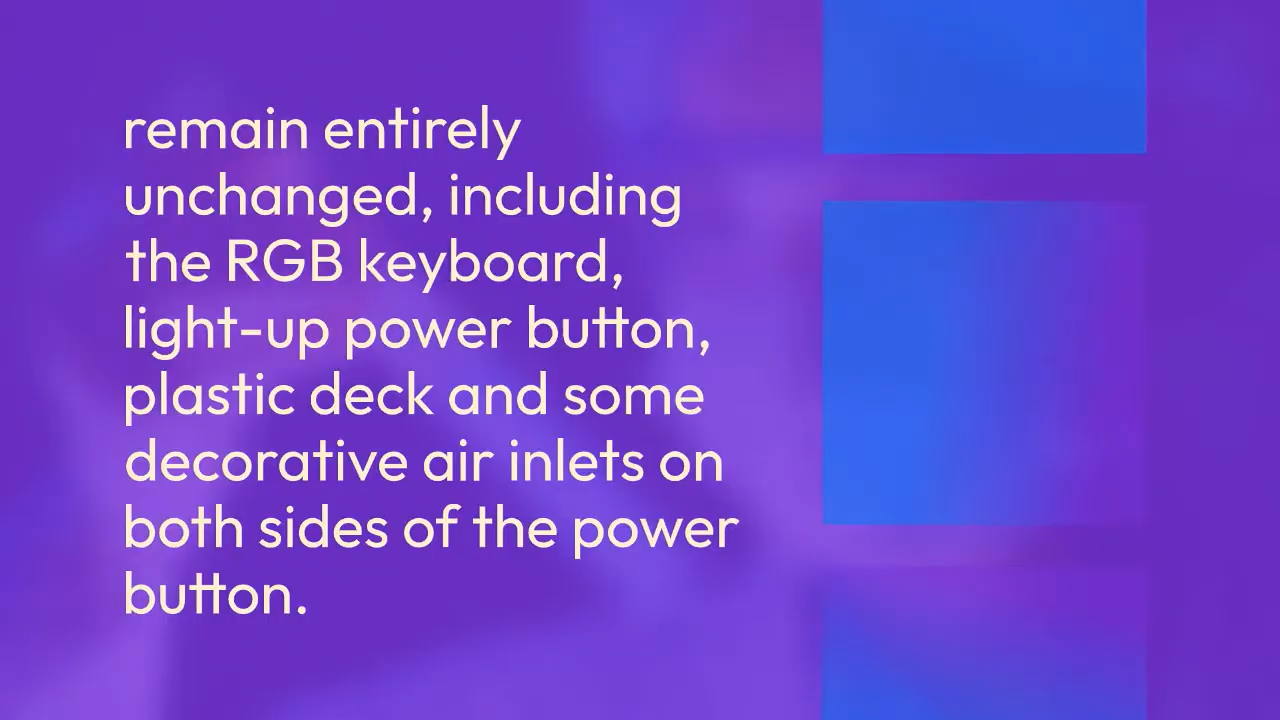 remain entirely
unchanged, including
the RGB keyboard,
light-up power button,
plastic deck and some
decorative air inlets on
both sides of the power
button.